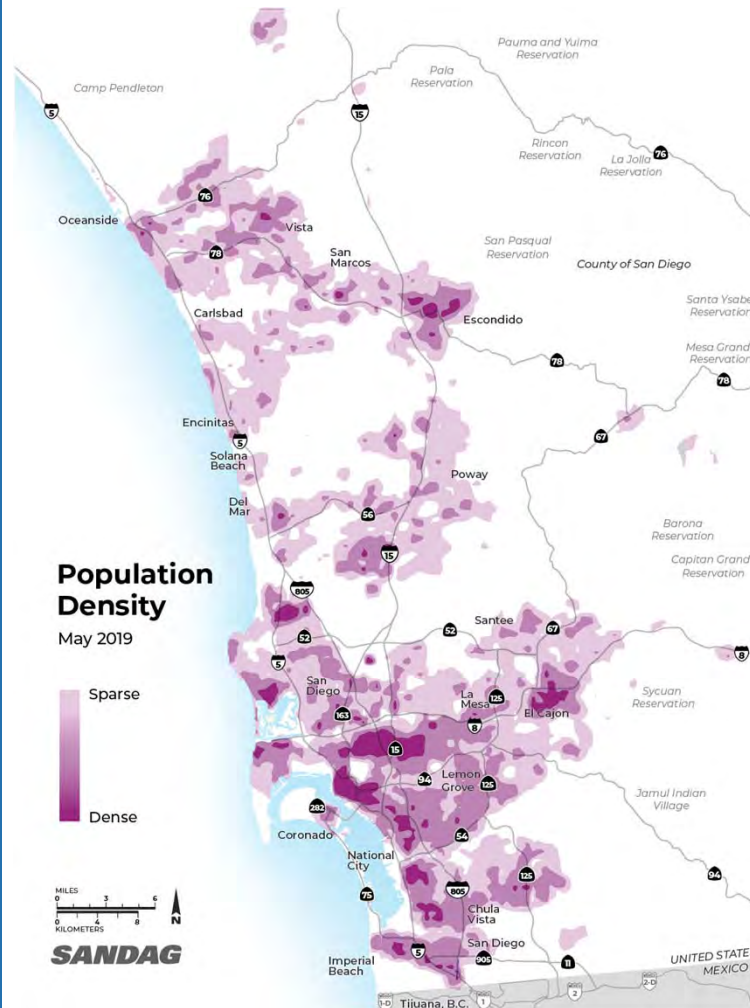 Pauma and Yuima
Reservation
Pala
Reservation
Camp Pendleton
5
15
Rincon
Reservation
La Jolla
Reservation
76
76
Oceanside
Vista
78
San
Marcos
San Pasqual
Reservation
County of San Diego
Santa Ysabe
Reservation
Carlsbad
Escondido
Mesa Grand
Reservation
78
78
Encinitas
5
67
Solana
Beach
Poway
Del
Mar
56
Barona
Reservation
15
Capitan Grand
Reservation
Population
Density
May 2019
805
Santee
67
52
52
8
5
Sparse
San
Diego
La
Mesa
125
Sycuan
Reservation
163
El Cajon
8
15
94
Lemon
Grove
125
Jamul Indian
Village
Dense
282
Coronado
54
National
City
125
94
75
805
MILES
0 3 6
0 4 8
KILOMETERS
N
Chula
Vista
SANDAG
San Diego
5
905
11
Imperial
Beach
UNITED STATE
MEXICO
1-D
Tijuana, B.C.
1
2
2-D